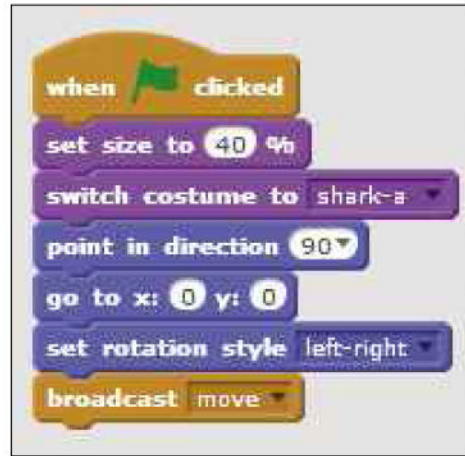 when clicked
set size to 40 %
switch costume to shark-a
point in direction 90
go to x: 0 y: 0
set rotation style left-right
broadcast move